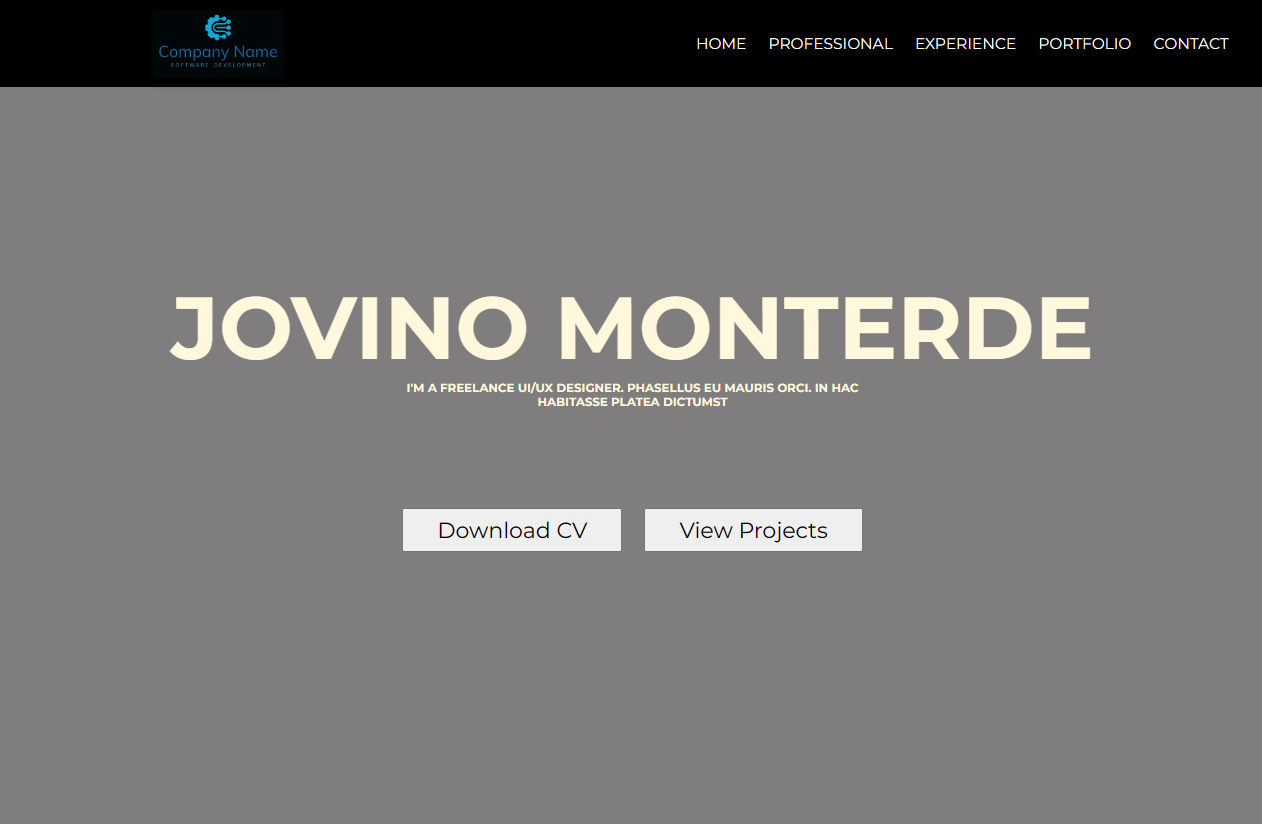 Company Name
SOFTWARE DEVELOPMENT
HOME PROFESSIONAL EXPERIENCE PORTFOLIO CONTACT
JOVINO MONTERDE
I'M A FREELANCE UI/UX DESIGNER. PHASELLUS EU MAURIS ORCI. IN HAC
HABITASSE PLATEA DICTUMST
Download CV View Projects